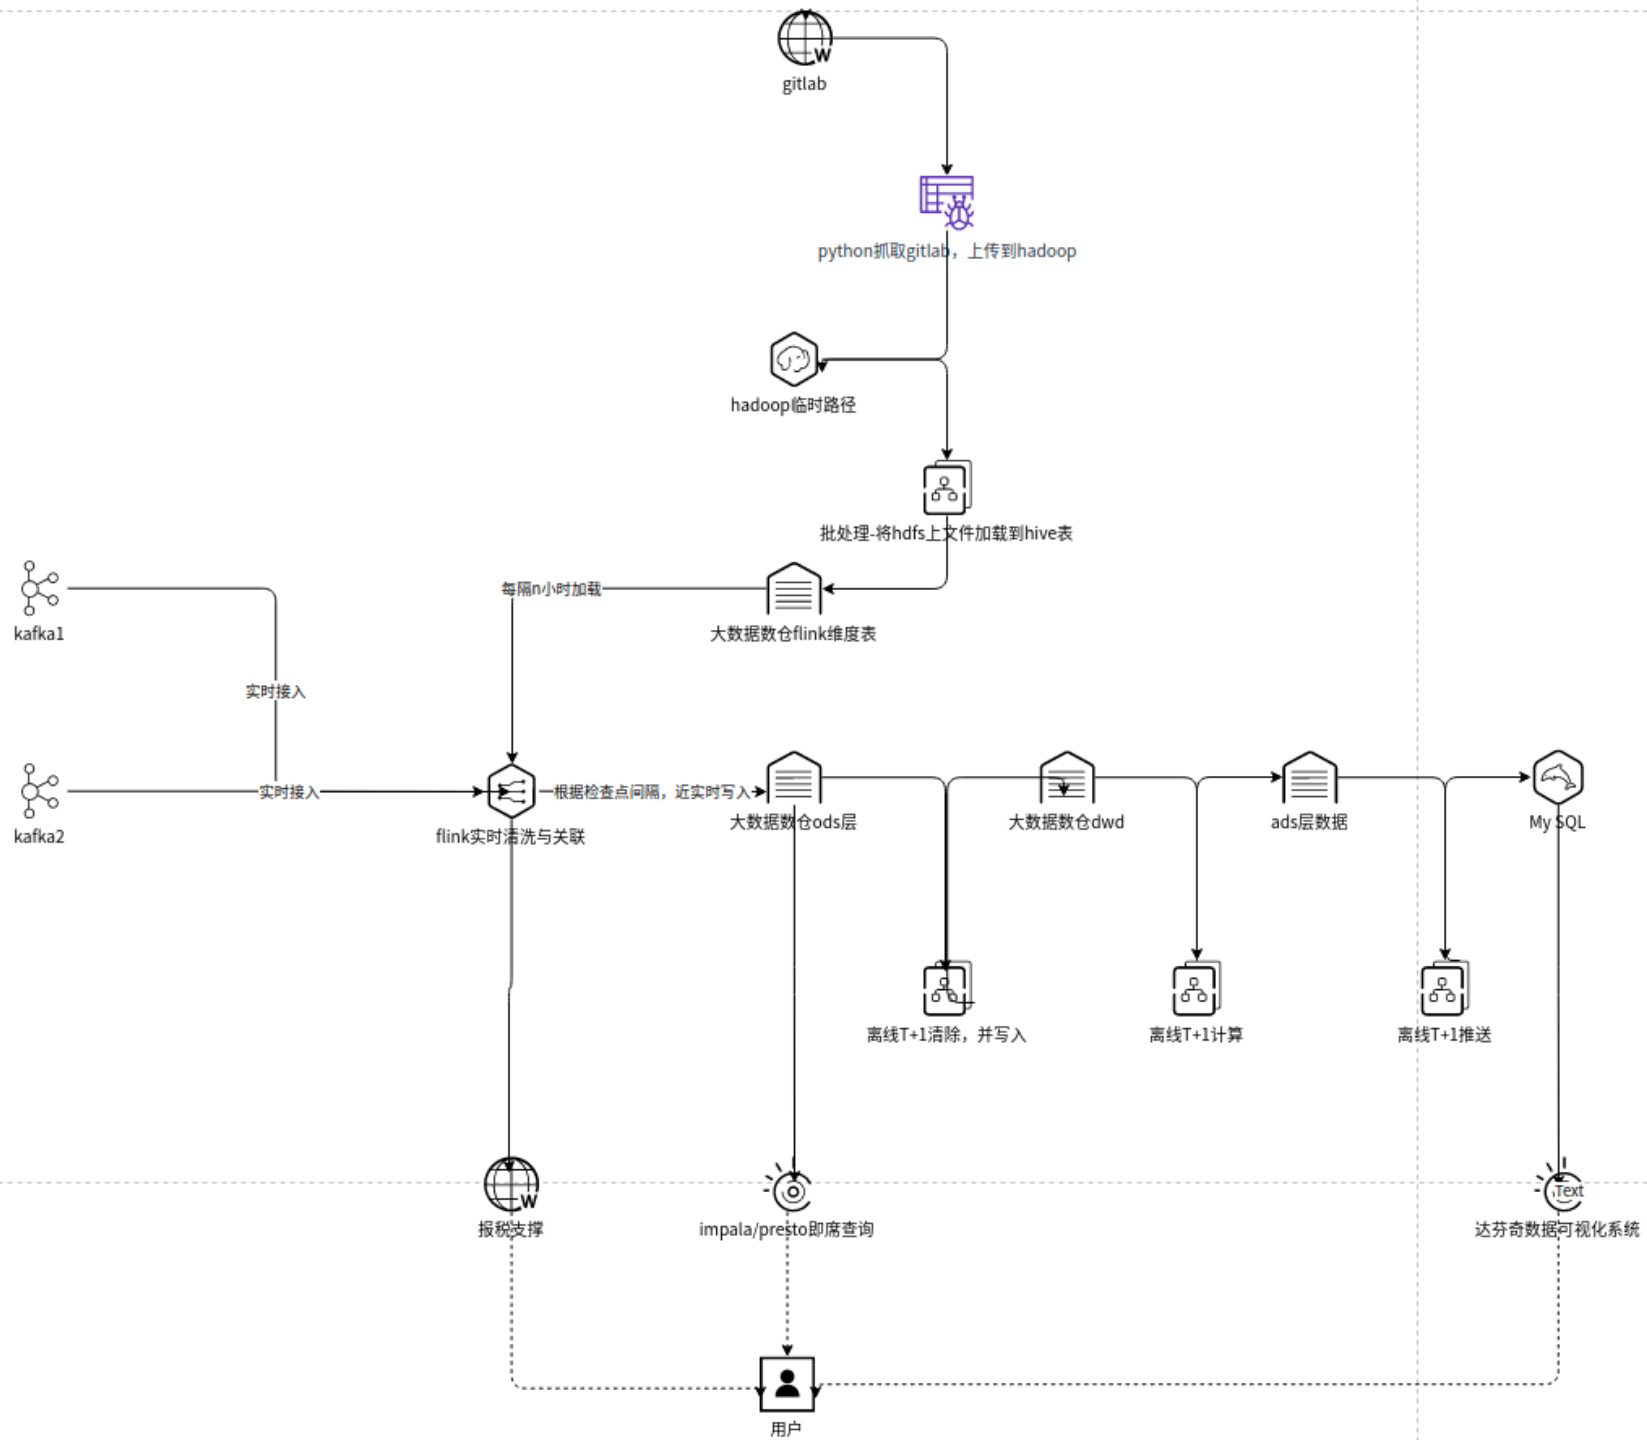 gitlab
python抓取gitlab，上传到hadoop
hadoop临时路径
批处理-将hdfs上文件加载到hive表
每隔n小时加载
大数据数仓flink维度表
kafka1
实时接入
kafka2
实时接入
flink实时清洗与关联
根据检查点间隔，近实时写入
大数据数仓ods层
大数据数仓dwd
ads层数据
My SQL
离线T+1清除，并写入
离线T+1计算
离线T+1推送
W
报税支撑
impala/presto即席查询
Text
达芬奇数据可视化系统
用户
W